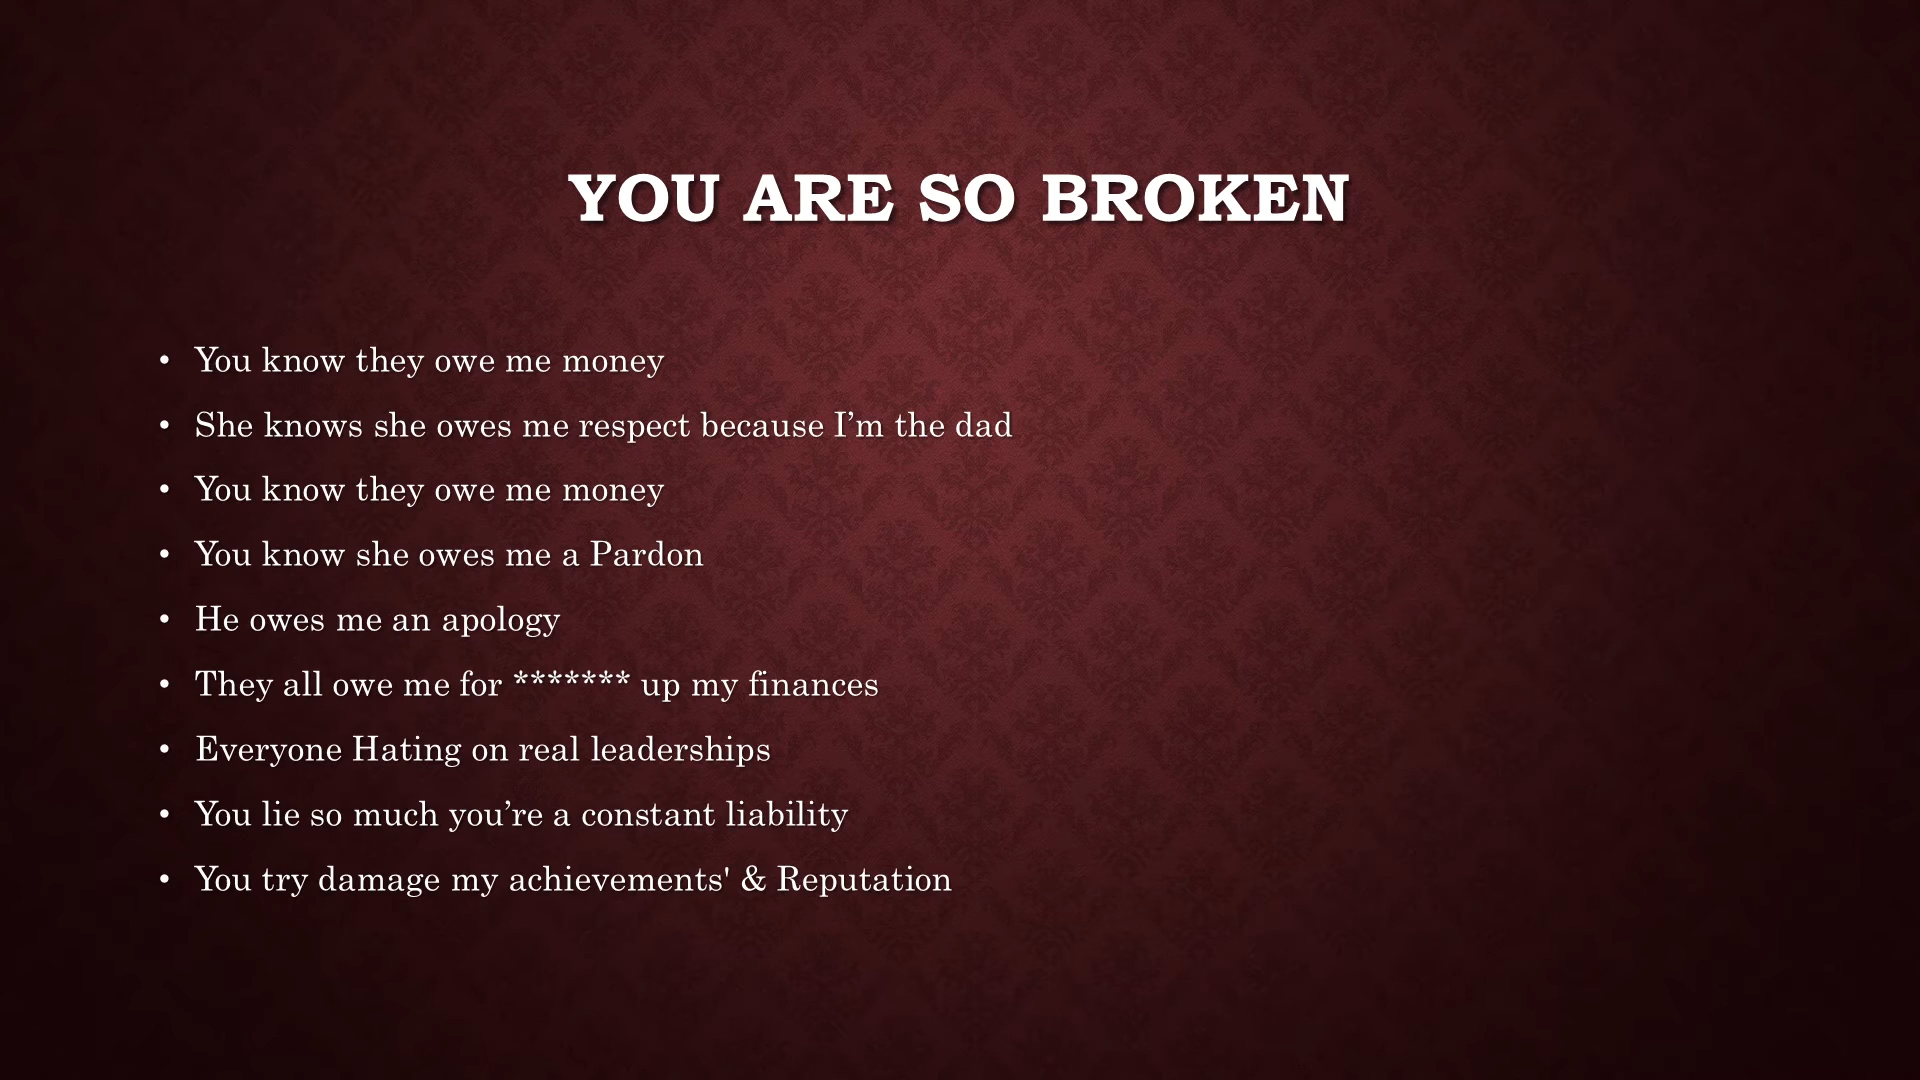 YOU ARE SO BROKEN
• You know they owe me money
• She knows she owes me respect because I’m the dad
• You know they owe me money
• You know she owes me a Pardon
• He owes me an apology
• They all owe me for ******* up my finances
• Everyone Hating on real leaderships
• You lie so much you’re a constant liability
• You try damage my achievements' & Reputation